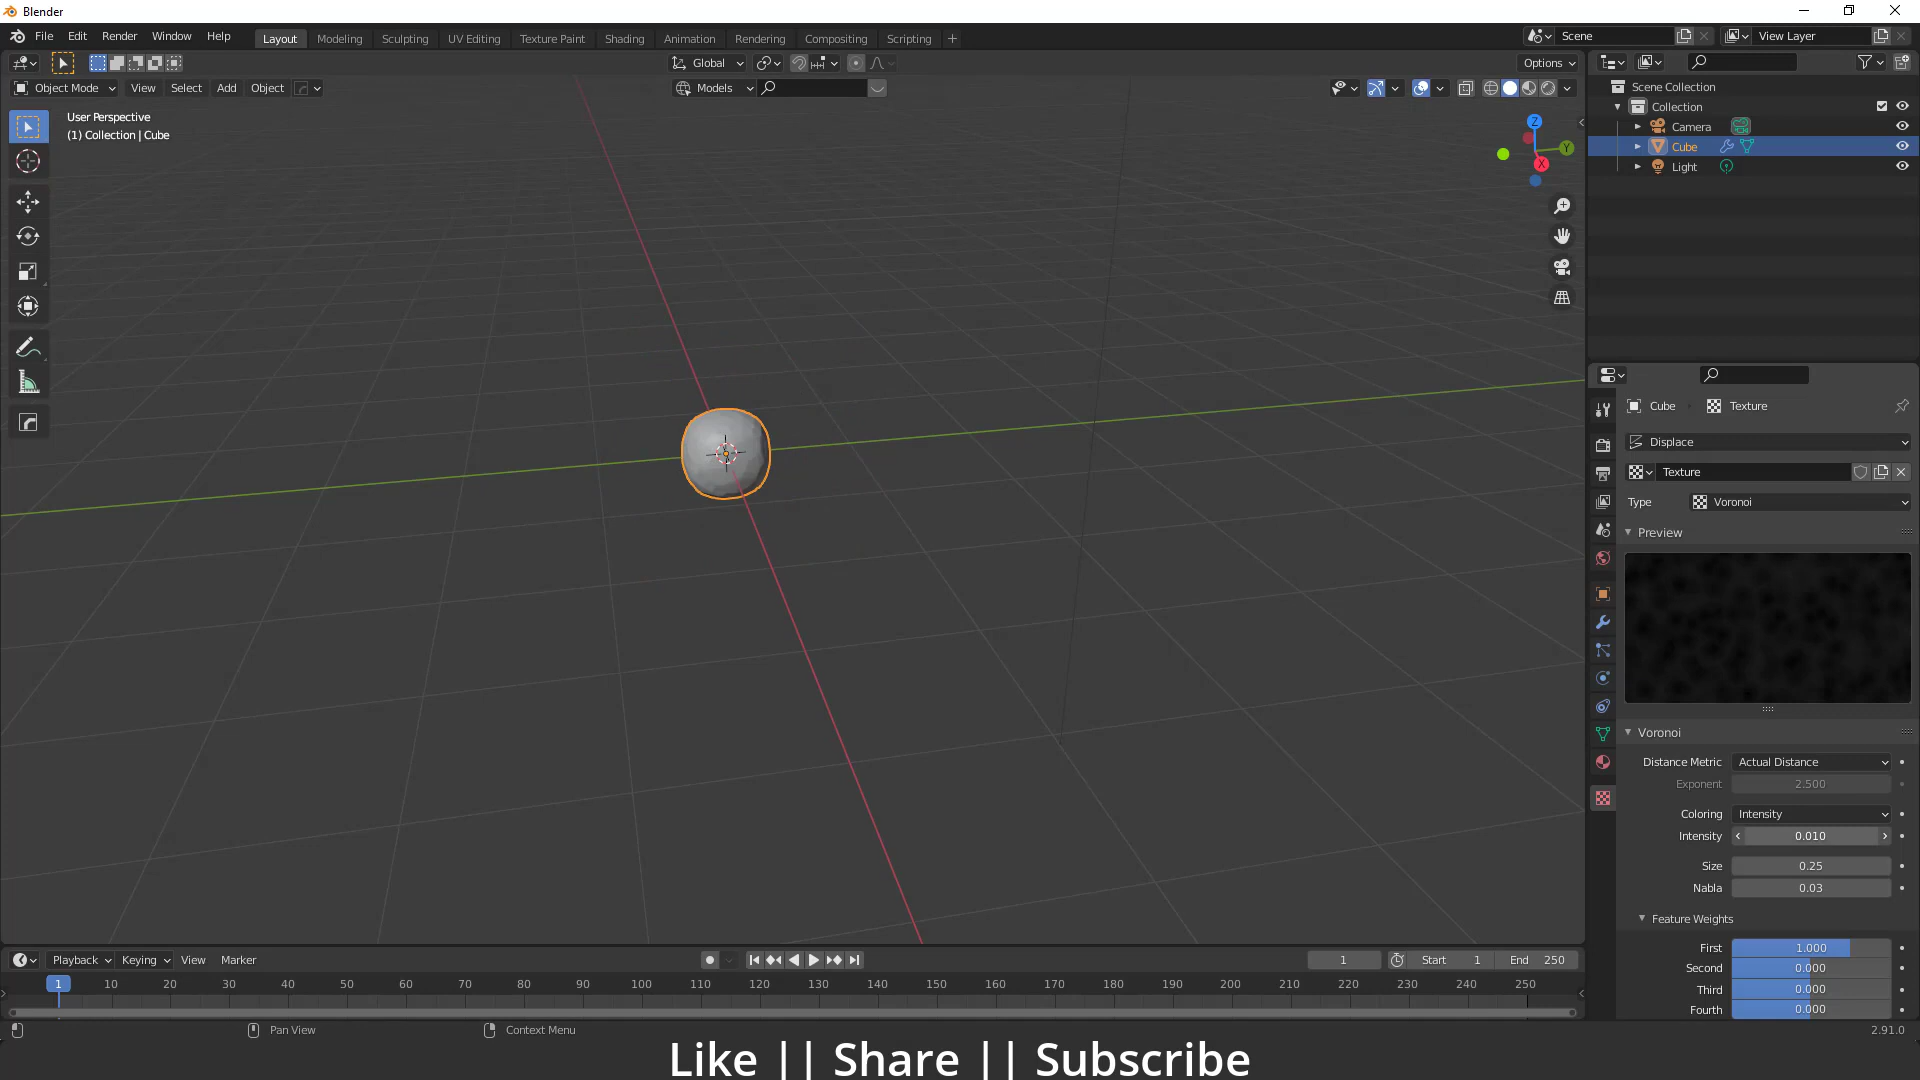 Blender
File Edit Render Window Help
Layout Modeling Sculpting UV Editing Texture Paint Shading Animation Rendering Compositing Scripting +
Scene
View Layer
Global
Options
Object Mode View Select Add Object
Models
User Perspective
(1) Collection | Cube
Z
Y
X
Scene Collection
Collection
Camera
Cube
Light
Cube Texture
Displace
Texture
Type Voronoi
Preview
Voronoi
Distance Metric Actual Distance
Exponent 2.500
Coloring Intensity
Intensity 0.010
Size 0.25
Nabla 0.03
Feature Weights
First 1.000
Second 0.000
Third 0.000
Fourth 0.000
Playback Keying View Marker
1 Start 1 End 250
1 10 20 30 40 50 60 70 80 90 100 110 120 130 140 150 160 170 180 190 200 210 220 230 240 250
Pan View
Context Menu
2.91.0
Like || Share || Subscribe